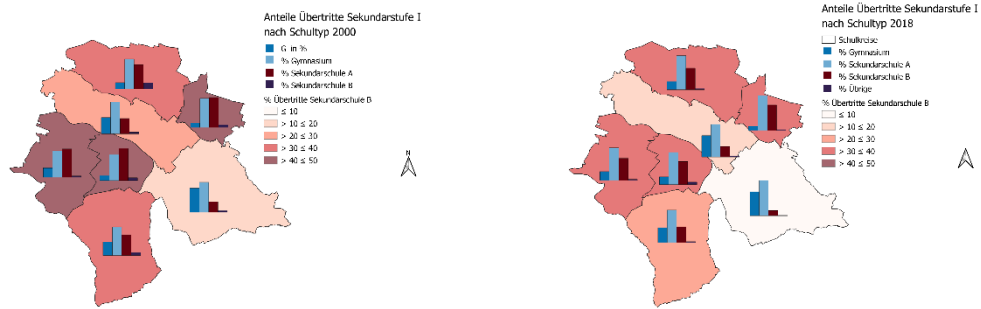 Anteile Übertritte Sekundarstufe I
nach Schultyp 2000
G in %
% Gymnasium
% Sekundarschule A
% Sekundarschule B
% Übertritte Sekundarschule B
≤ 10
> 10 ≤ 20
> 20 ≤ 30
> 30 ≤ 40
> 40 ≤ 50
N
Anteile Übertritte Sekundarstufe I
nach Schultyp 2018
Schulkreise
% Gymnasium
% Sekundarschule A
% Sekundarschule B
% Übrige
% Übertritte Sekundarschule B
≤ 10
> 10 ≤ 20
> 20 ≤ 30
> 30 ≤ 40
> 40 ≤ 50